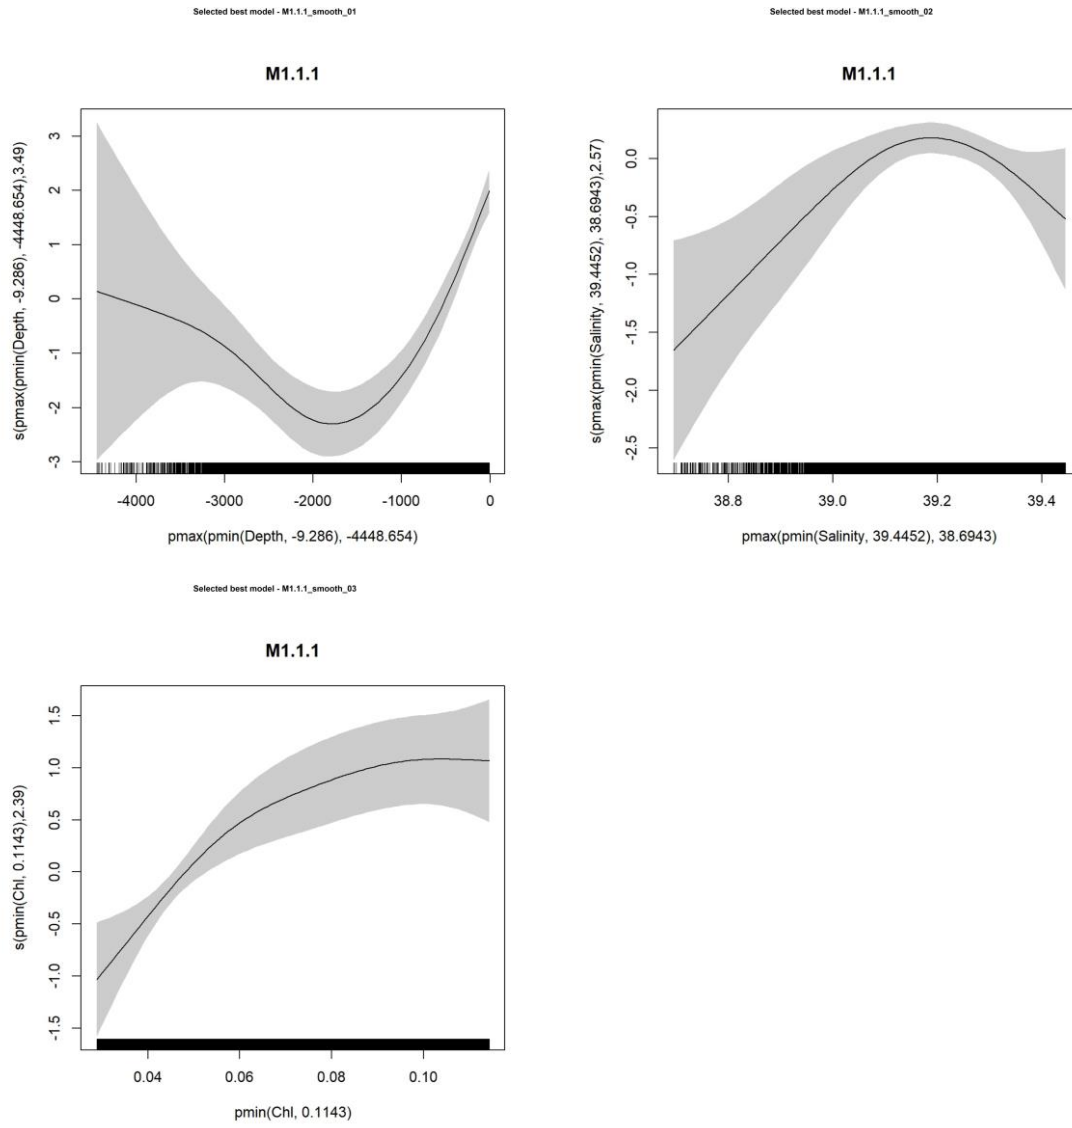 Selected best model - M1.1.1_smooth_01
M1.1.1
s(pmax(pmin(Depth, -9.286), -4448.654),3.49)
3
2
1
0
-1
-2
-3
-4000 -3000 -2000 -1000 0
pmax(pmin(Depth, -9.286), -4448.654)
Selected best model - M1.1.1_smooth_02
M1.1.1
s(pmax(pmin(Salinity, 39.4452), 38.6943),2.57)
0.0
-0.5
-1.0
-1.5
-2.0
-2.5
38.8 39.0 39.2 39.4
pmax(pmin(Salinity, 39.4452), 38.6943)
Selected best model - M1.1.1_smooth_03
M1.1.1
s(pmin(Chl, 0.1143),2.39)
1.5
1.0
0.5
0.0
-0.5
-1.0
-1.5
0.04 0.06 0.08 0.10
pmin(Chl, 0.1143)